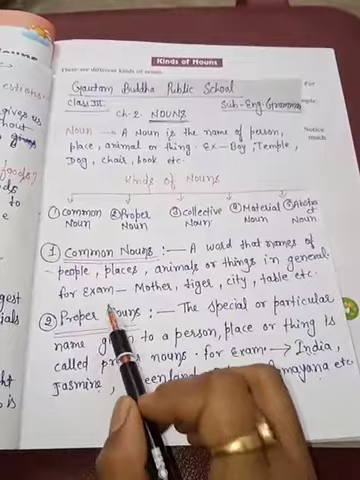 Kinds of Nouns
There are different kinds of nouns
Gautam Buddha Public School
Class III
Sub-Eng. Grammar
Ch-2. NOUNS
For
Notice
Noun — A Noun is the name of person,
place, animal or thing. Ex-Boy, Temple,
Dog, chair, book etc.
Kinds of Nouns
① Common Noun
② Proper Noun
③ Collective Noun
④ Material Noun
⑤ Abstract Noun
① Common Nouns :— A word that names of
people, places, animals or things in general.
for Exam— Mother, tiger, city, table etc.
② Proper Nouns :— The special or particular
name to a person, place or thing is
called nouns. for Exam. → India,
Jasmine, etc